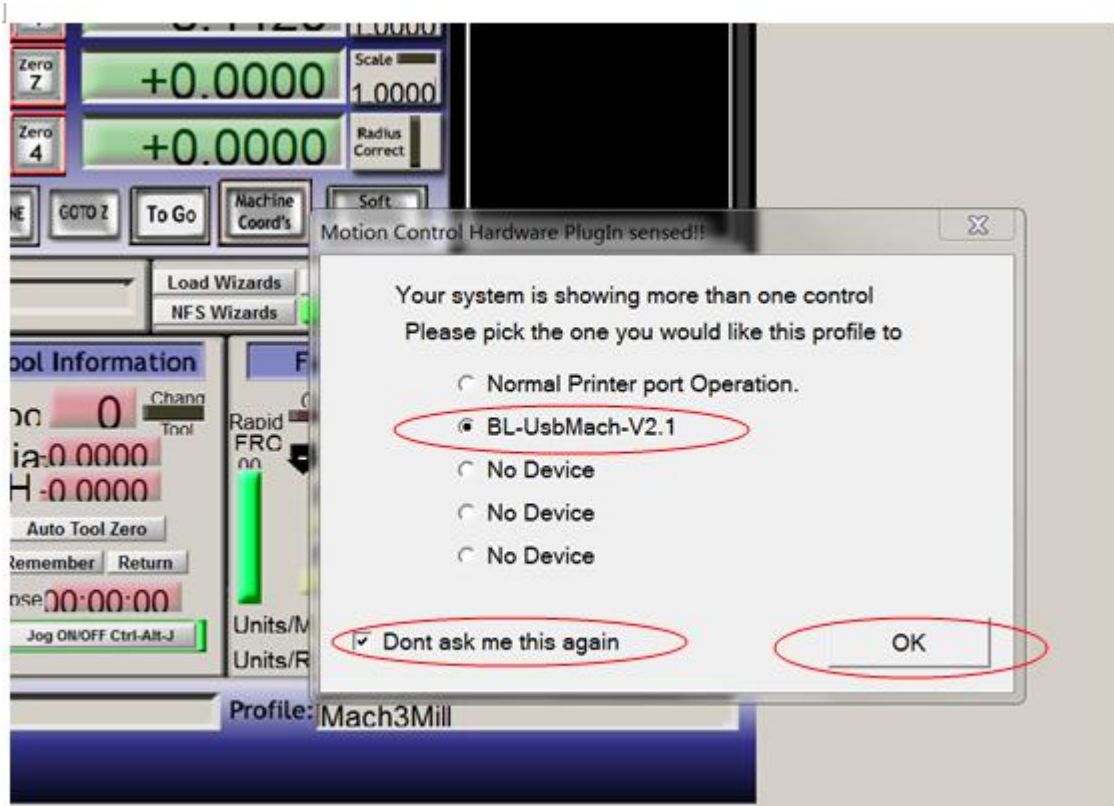 1.0000
Zero
Z
+0.0000
Scale
1.0000
Zero
4
+0.0000
Radius
Correct
GOTO Z
To Go
Machine
Coord's
Soft
Load Wizards
NFS Wizards
Motion Control Hardware PlugIn sensed!!
Your system is showing more than one control
Please pick the one you would like this profile to
Normal Printer port Operation.
BL-UsbMach-V2.1
No Device
No Device
No Device
Dont ask me this again
OK
Information
0
Chang
Tool
-0.0000
H -0.0000
Auto Tool Zero
Remember
Return
00:00:00
Jog ON/OFF Ctrl-Alt-J
Rapid
FRO
Units/M
Units/R
Profile:
Mach3Mill